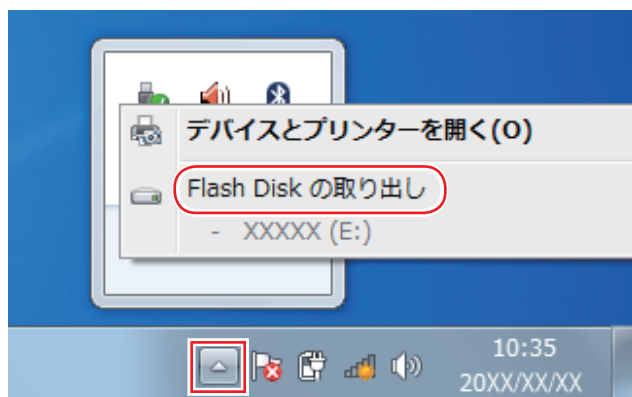 デバイスとプリンターを開く(O)
Flash Disk の取り出し
- XXXXX (E:)
10:35
20XX/XX/XX